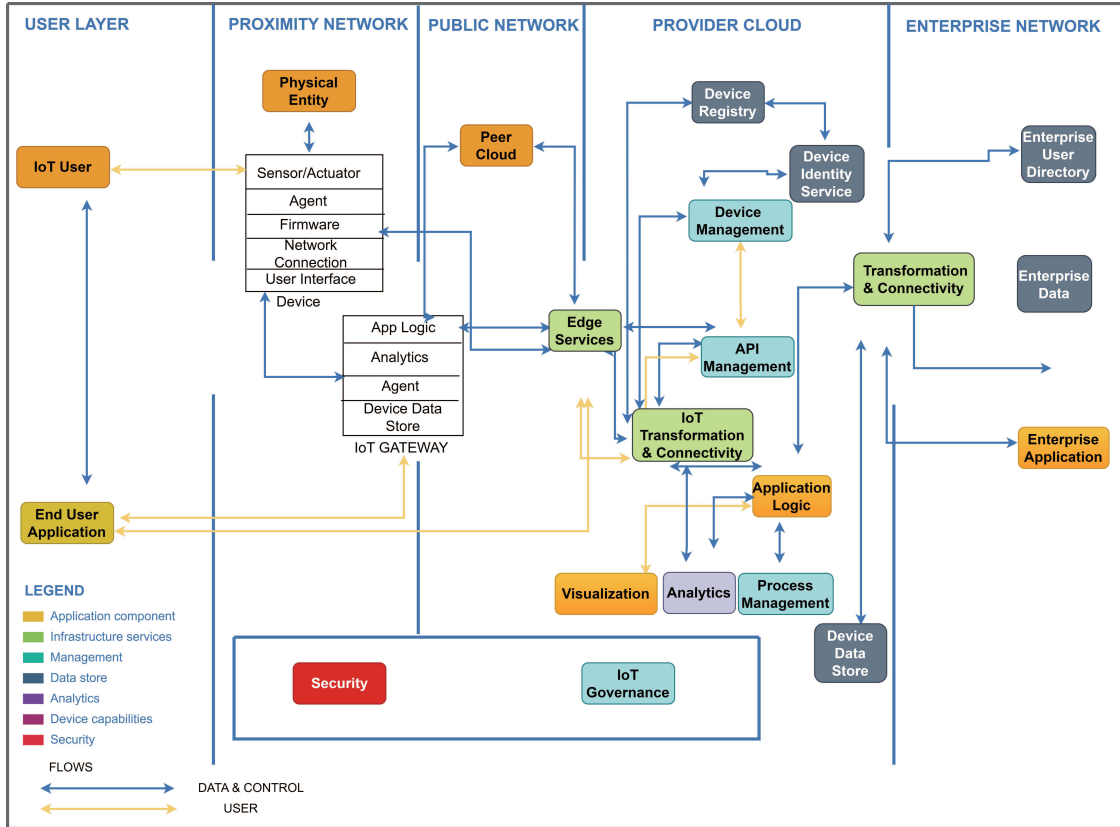 USER LAYER
PROXIMITY NETWORK
PUBLIC NETWORK
PROVIDER CLOUD
ENTERPRISE NETWORK
Physical
Entity
Peer
Cloud
Device
Registry
IoT User
Sensor/Actuator
Agent
Firmware
Network
Connection
User Interface
Device
Device
Identity
Service
Enterprise
User
Directory
Device
Management
Transformation
& Connectivity
Enterprise
Data
App Logic
Analytics
Agent
Device Data
Store
IoT GATEWAY
Edge
Services
API
Management
IoT
Transformation
& Connectivity
Enterprise
Application
Application
Logic
End User
Application
Visualization
Analytics
Process
Management
Device
Data
Store
Security
IoT
Governance
LEGEND
Application component
Infrastructure services
Management
Data store
Analytics
Device capabilities
Security
FLOWS
DATA & CONTROL
USER